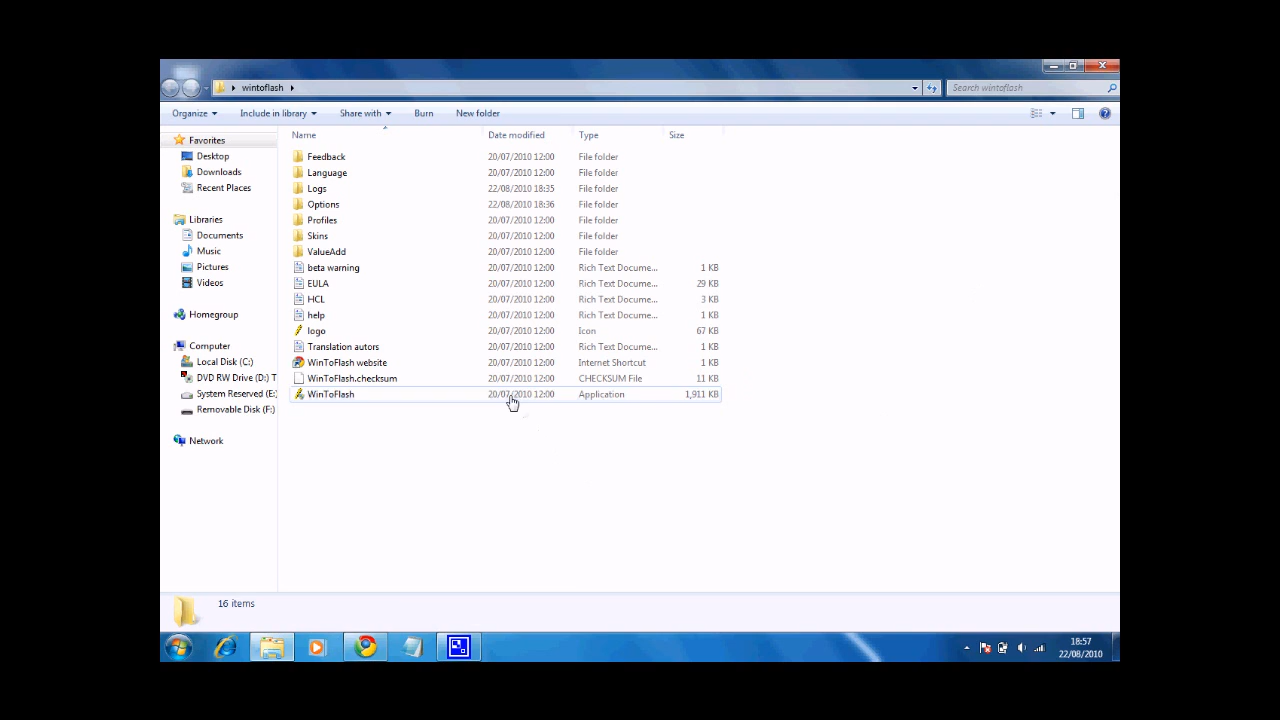 wintoflash
Search wintoflash
Organize Include in library Share with Burn New folder
Name Date modified Type Size
Favorites
Desktop
Downloads
Recent Places
Libraries
Documents
Music
Pictures
Videos
Homegroup
Computer
Local Disk (C:)
DVD RW Drive (D:) T
System Reserved (E:
Removable Disk (F:)
Network
Feedback 20/07/2010 12:00 File folder
Language 20/07/2010 12:00 File folder
Logs 22/08/2010 18:35 File folder
Options 22/08/2010 18:36 File folder
Profiles 20/07/2010 12:00 File folder
Skins 20/07/2010 12:00 File folder
ValueAdd 20/07/2010 12:00 File folder
beta warning 20/07/2010 12:00 Rich Text Docume... 1 KB
EULA 20/07/2010 12:00 Rich Text Docume... 29 KB
HCL 20/07/2010 12:00 Rich Text Docume... 3 KB
help 20/07/2010 12:00 Rich Text Docume... 1 KB
logo 20/07/2010 12:00 Icon 67 KB
Translation autors 20/07/2010 12:00 Rich Text Docume... 1 KB
WinToFlash website 20/07/2010 12:00 Internet Shortcut 1 KB
WinToFlash.checksum 20/07/2010 12:00 CHECKSUM File 11 KB
WinToFlash 20/07/2010 12:00 Application 1,911 KB
16 items
18:57
22/08/2010